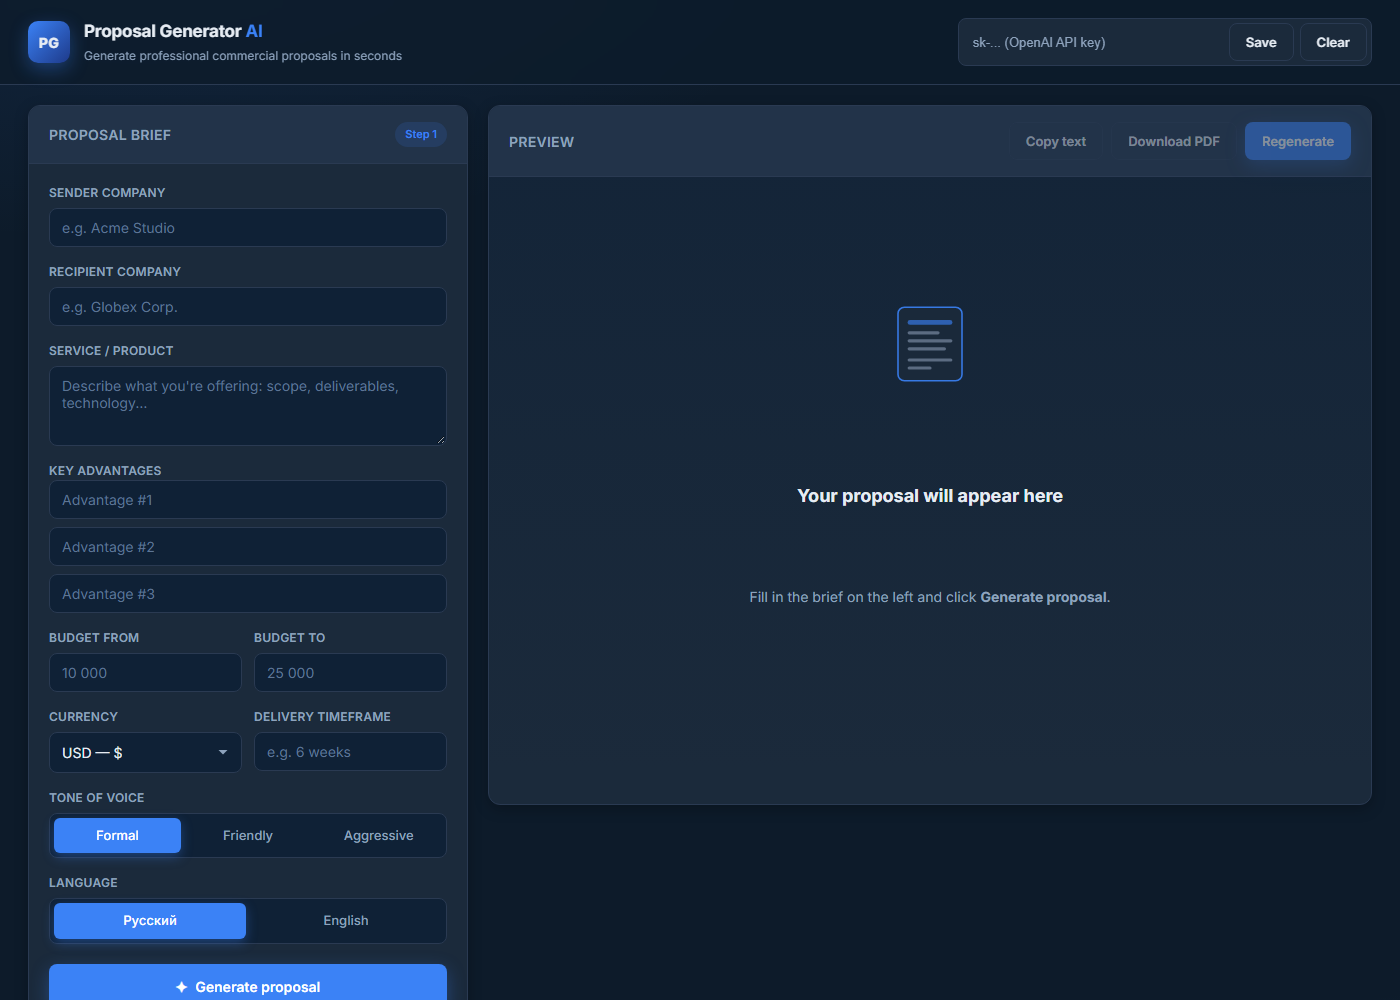 PG
Proposal Generator AI
Generate professional commercial proposals in seconds
sk-... (OpenAI API key)
Save
Clear
PROPOSAL BRIEF
Step 1
SENDER COMPANY
e.g. Acme Studio
RECIPIENT COMPANY
e.g. Globex Corp.
SERVICE / PRODUCT
Describe what you're offering: scope, deliverables,
technology...
KEY ADVANTAGES
Advantage #1
Advantage #2
Advantage #3
BUDGET FROM
BUDGET TO
10 000
25 000
CURRENCY
DELIVERY TIMEFRAME
USD — $
e.g. 6 weeks
TONE OF VOICE
Formal
Friendly
Aggressive
LANGUAGE
Русский
English
Generate proposal
PREVIEW
Copy text
Download PDF
Regenerate
Your proposal will appear here
Fill in the brief on the left and click Generate proposal.